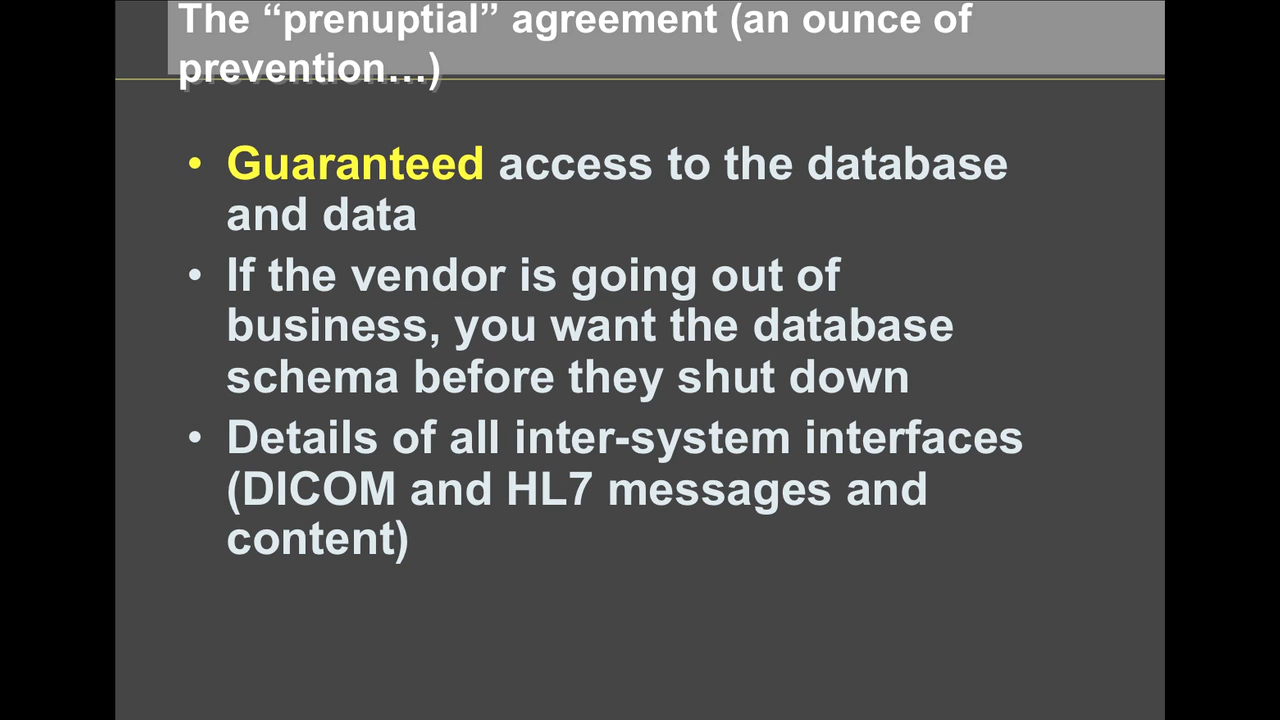 The “prenuptial” agreement (an ounce of
prevention…)
• Guaranteed access to the database
and data
• If the vendor is going out of
business, you want the database
schema before they shut down
• Details of all inter-system interfaces
(DICOM and HL7 messages and
content)